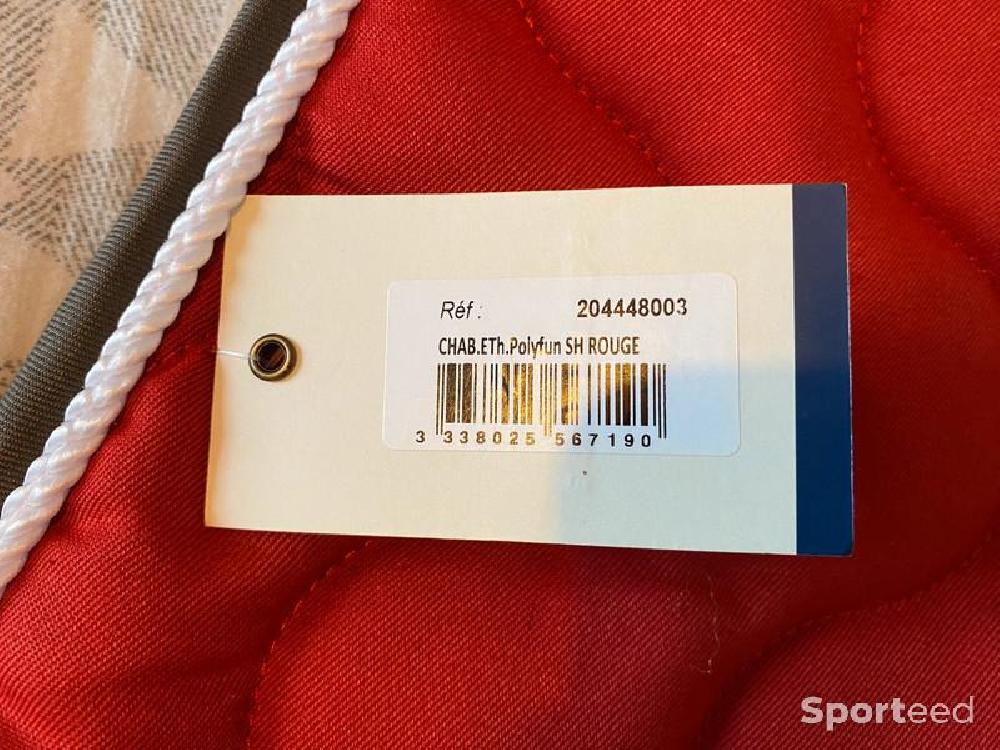 Réf : 204448003
CHAB.ETh.Polyfun SH ROUGE
3 338025 567190
Sporteed